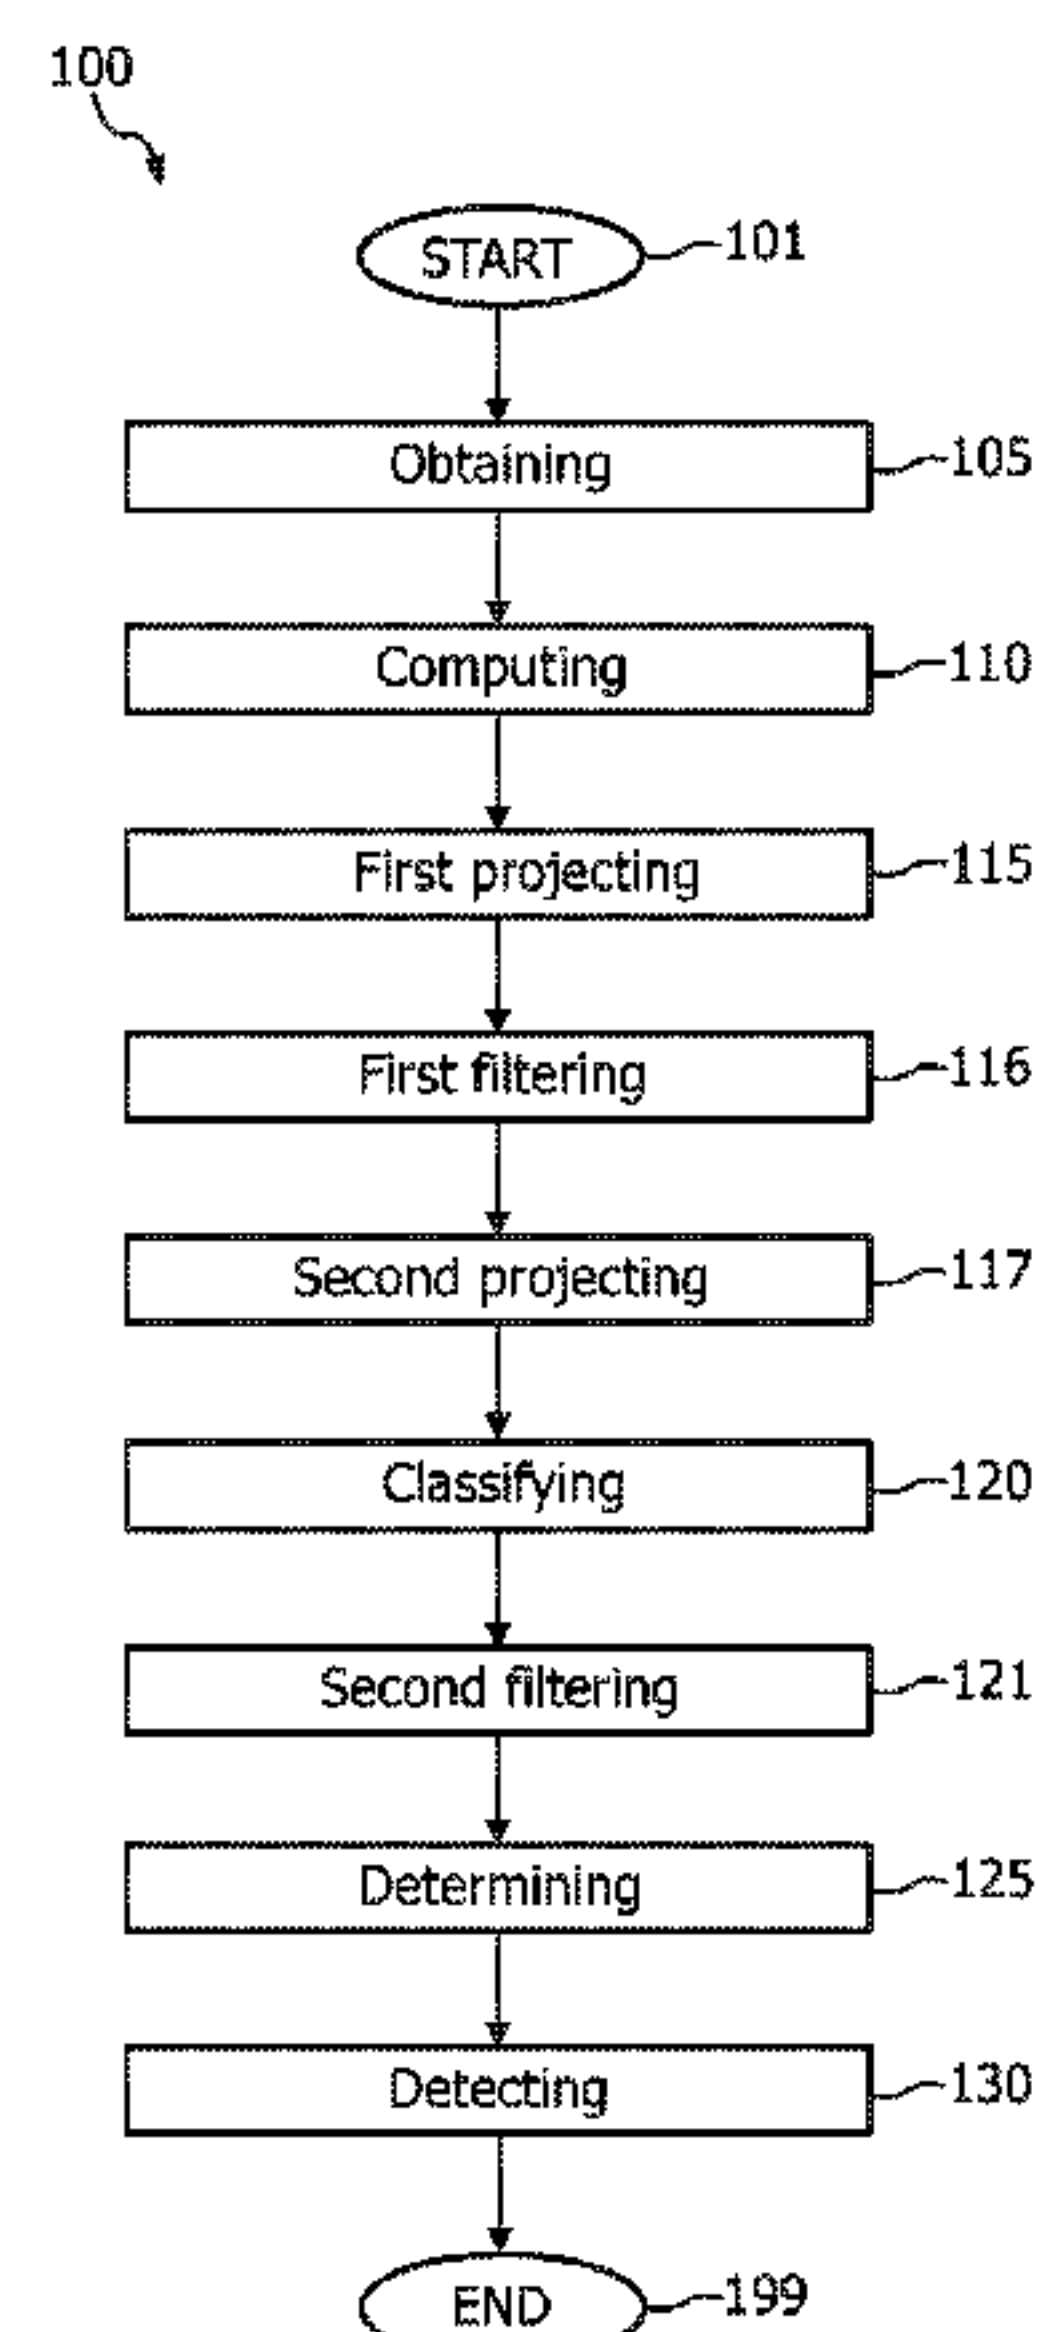 100
START 101
Obtaining 105
Computing 110
First projecting 115
First filtering 116
Second projecting 117
Classifying 120
Second filtering 121
Determining 125
Detecting 130
END 199